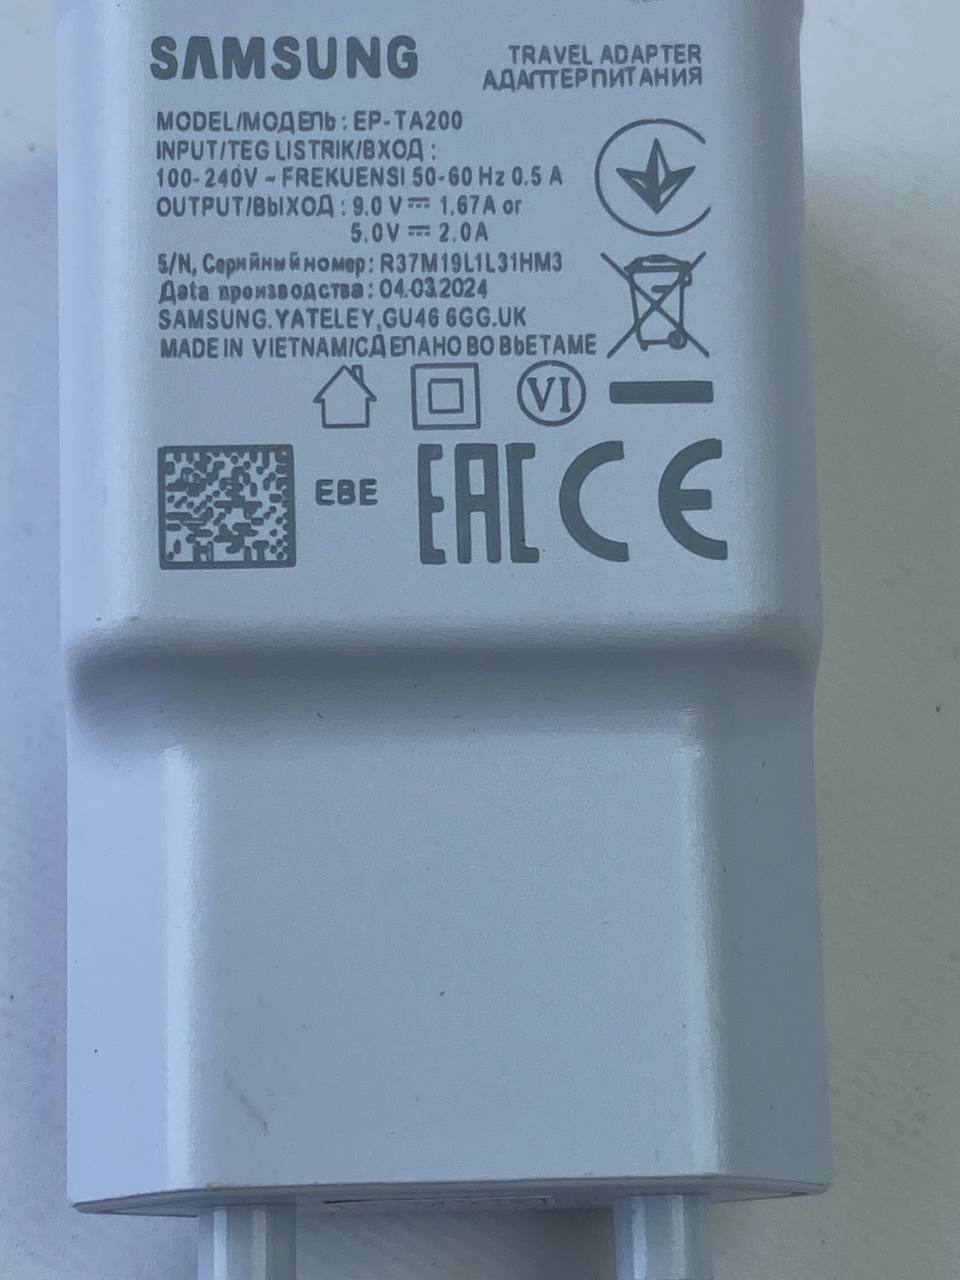 SAMSUNG
TRAVEL ADAPTER
АДАПТЕР ПИТАНИЯ
MODEL/МОДЕЛЬ : EP-TA200
INPUT/TEG LISTRIK/ВХОД :
100-240V ~ FREKUENSI 50-60 Hz 0.5 A
OUTPUT/ВЫХОД : 9.0 V⎓ 1.67A or
5.0V ⎓ 2.0A
S/N, Серийный номер: R37M19L1L31HM3
Дata производства : 04.03.2024
SAMSUNG.YATELEY,GU46 6GG.UK
MADE IN VIETNAM/СДЕЛАНО ВО ВЬЕТАМЕ
VI
EBE
EAC CE